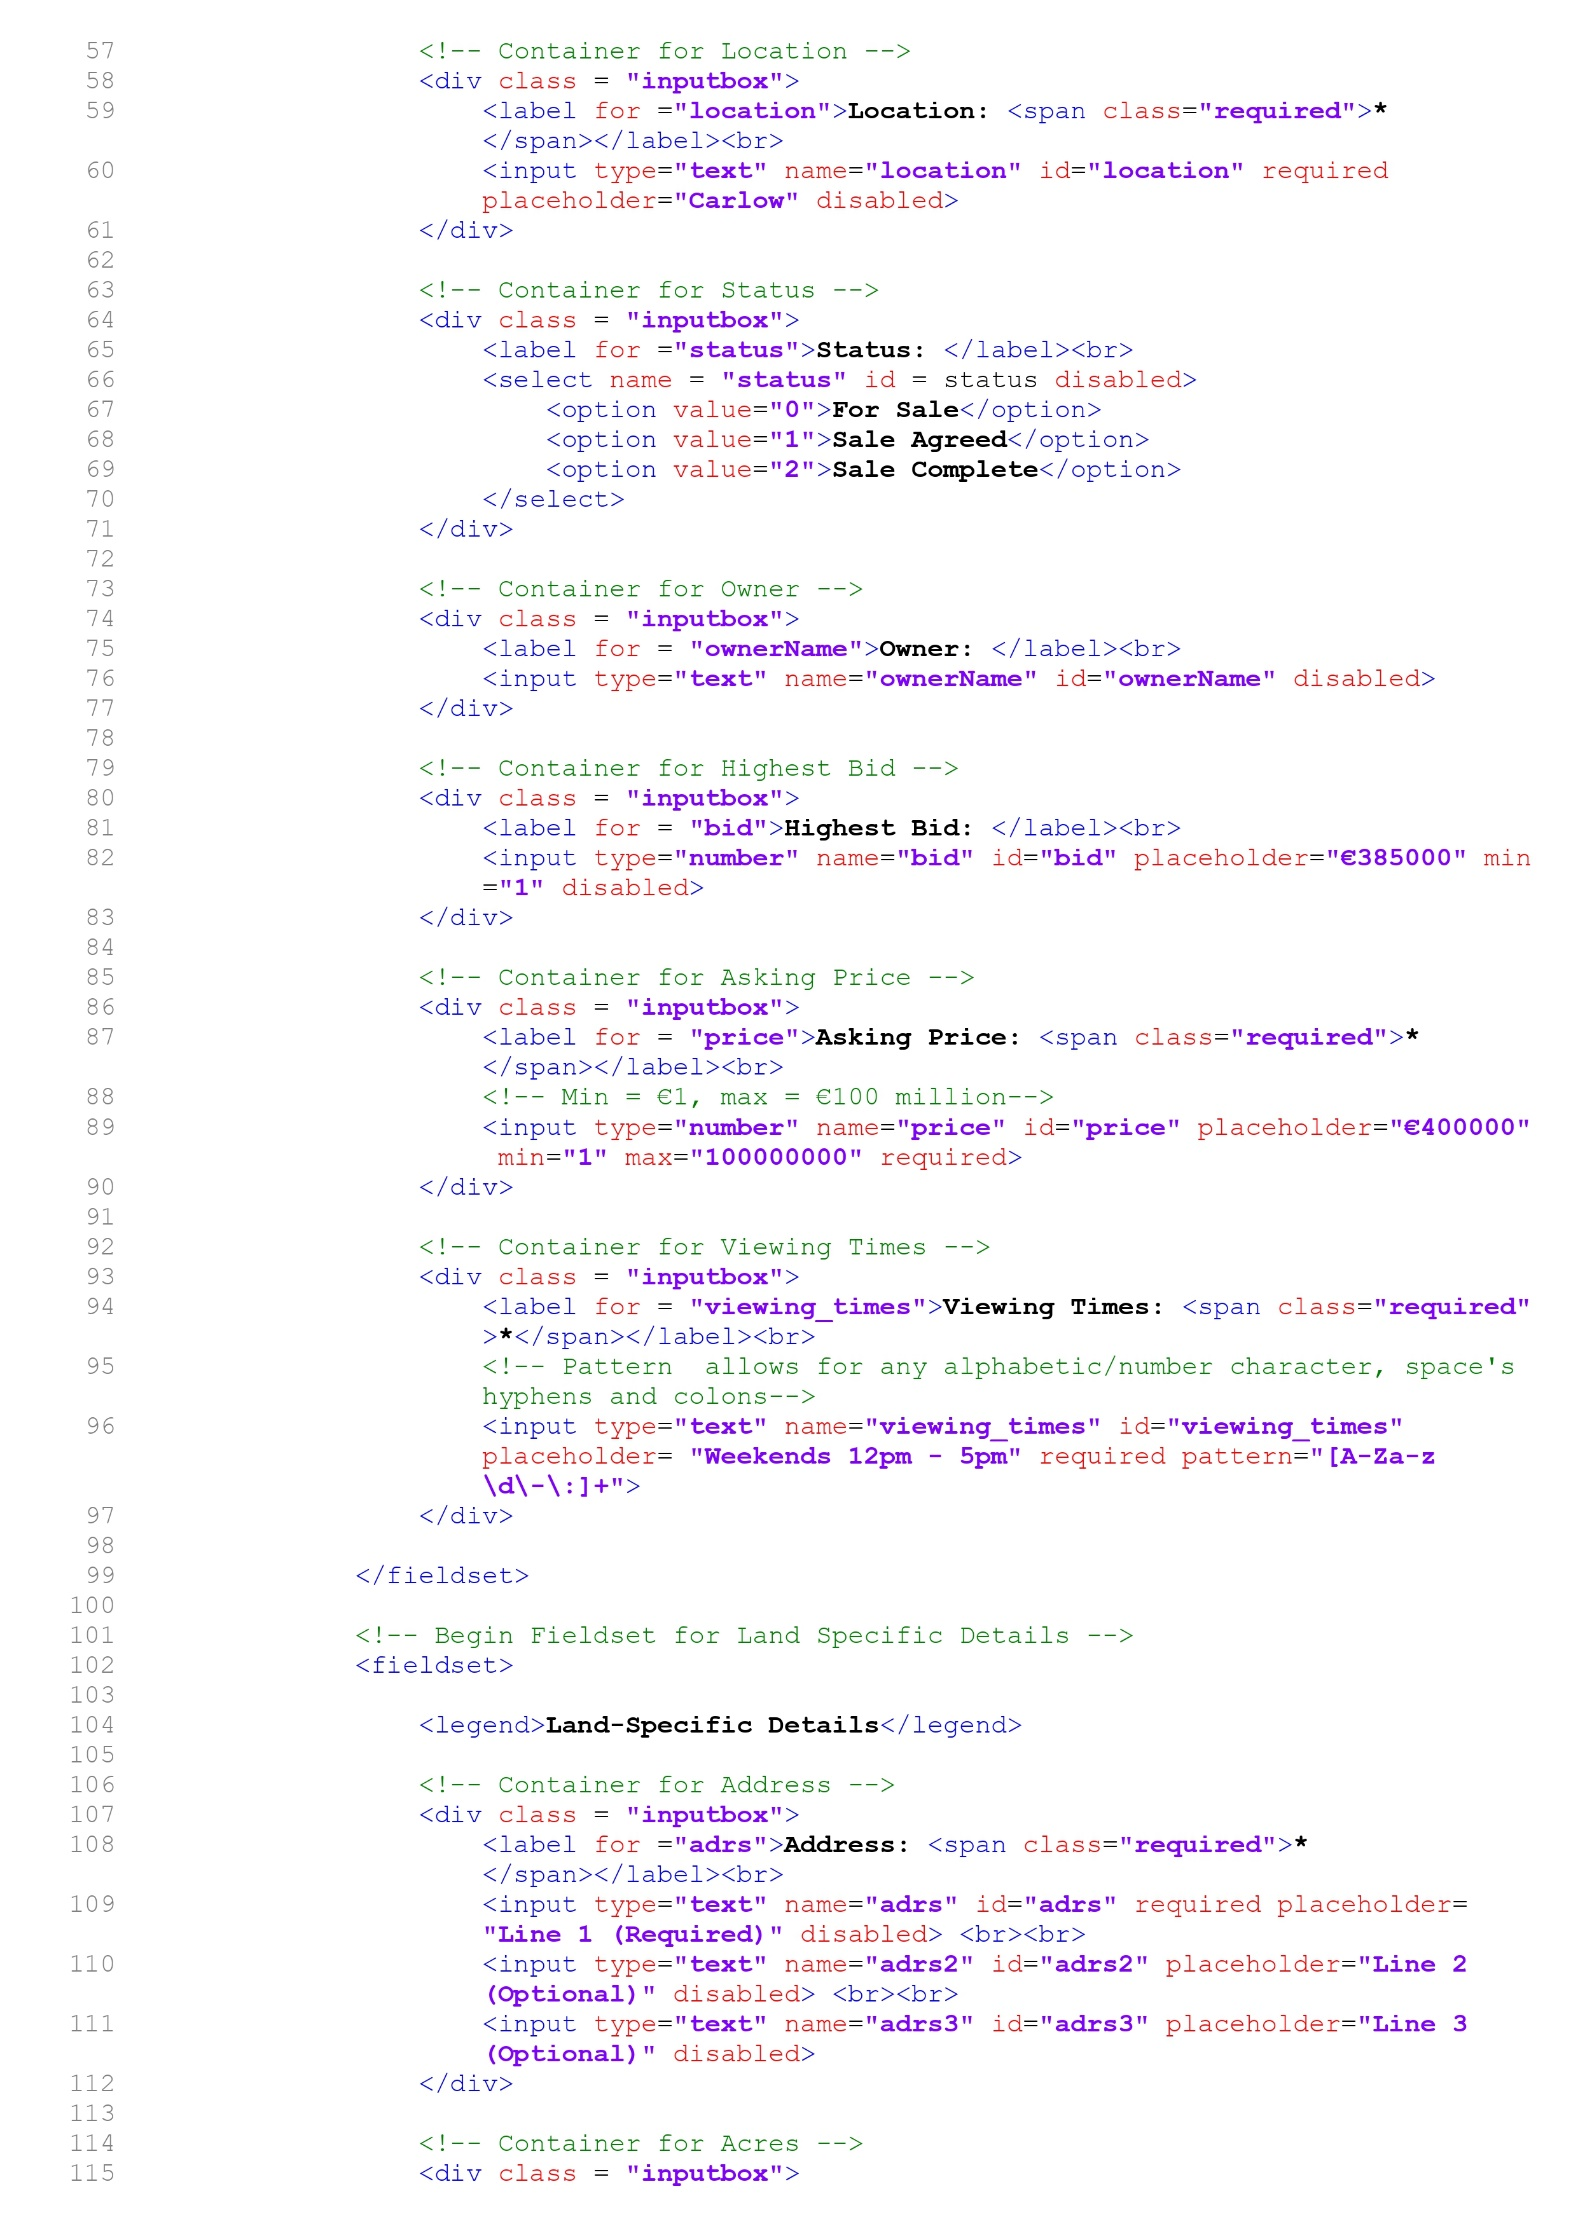 57 <!-- Container for Location -->
58 <div class = "inputbox">
59 <label for ="location">Location: <span class="required">*
</span></label><br>
60 <input type="text" name="location" id="location" required
placeholder="Carlow" disabled>
61 </div>
62
63 <!-- Container for Status -->
64 <div class = "inputbox">
65 <label for ="status">Status: </label><br>
66 <select name = "status" id = status disabled>
67 <option value="0">For Sale</option>
68 <option value="1">Sale Agreed</option>
69 <option value="2">Sale Complete</option>
70 </select>
71 </div>
72
73 <!-- Container for Owner -->
74 <div class = "inputbox">
75 <label for = "ownerName">Owner: </label><br>
76 <input type="text" name="ownerName" id="ownerName" disabled>
77 </div>
78
79 <!-- Container for Highest Bid -->
80 <div class = "inputbox">
81 <label for = "bid">Highest Bid: </label><br>
82 <input type="number" name="bid" id="bid" placeholder="€385000" min
="1" disabled>
83 </div>
84
85 <!-- Container for Asking Price -->
86 <div class = "inputbox">
87 <label for = "price">Asking Price: <span class="required">*
</span></label><br>
88 <!-- Min = €1, max = €100 million-->
89 <input type="number" name="price" id="price" placeholder="€400000"
min="1" max="100000000" required>
90 </div>
91
92 <!-- Container for Viewing Times -->
93 <div class = "inputbox">
94 <label for = "viewing_times">Viewing Times: <span class="required"
>*</span></label><br>
95 <!-- Pattern  allows for any alphabetic/number character, space's
hyphens and colons-->
96 <input type="text" name="viewing_times" id="viewing_times"
placeholder= "Weekends 12pm - 5pm" required pattern="[A-Za-z
\d\-\:]+">
97 </div>
98
99 </fieldset>
100
101 <!-- Begin Fieldset for Land Specific Details -->
102 <fieldset>
103
104 <legend>Land-Specific Details</legend>
105
106 <!-- Container for Address -->
107 <div class = "inputbox">
108 <label for ="adrs">Address: <span class="required">*
</span></label><br>
109 <input type="text" name="adrs" id="adrs" required placeholder=
"Line 1 (Required)" disabled> <br><br>
110 <input type="text" name="adrs2" id="adrs2" placeholder="Line 2
(Optional)" disabled> <br><br>
111 <input type="text" name="adrs3" id="adrs3" placeholder="Line 3
(Optional)" disabled>
112 </div>
113
114 <!-- Container for Acres -->
115 <div class = "inputbox">